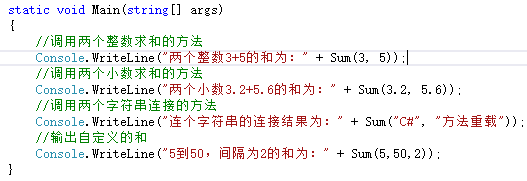 static void Main(string[] args)
{
//调用两个整数求和的方法
Console.WriteLine("两个整数3+5的和为：" + Sum(3, 5));
//调用两个小数求和的方法
Console.WriteLine("两个小数3.2+5.6的和为：" + Sum(3.2, 5.6));
//调用两个字符串连接的方法
Console.WriteLine("连个字符串的连接结果为：" + Sum("C#", "方法重载"));
//输出自定义的和
Console.WriteLine("5到50，间隔为2的和为：" + Sum(5,50,2));
}